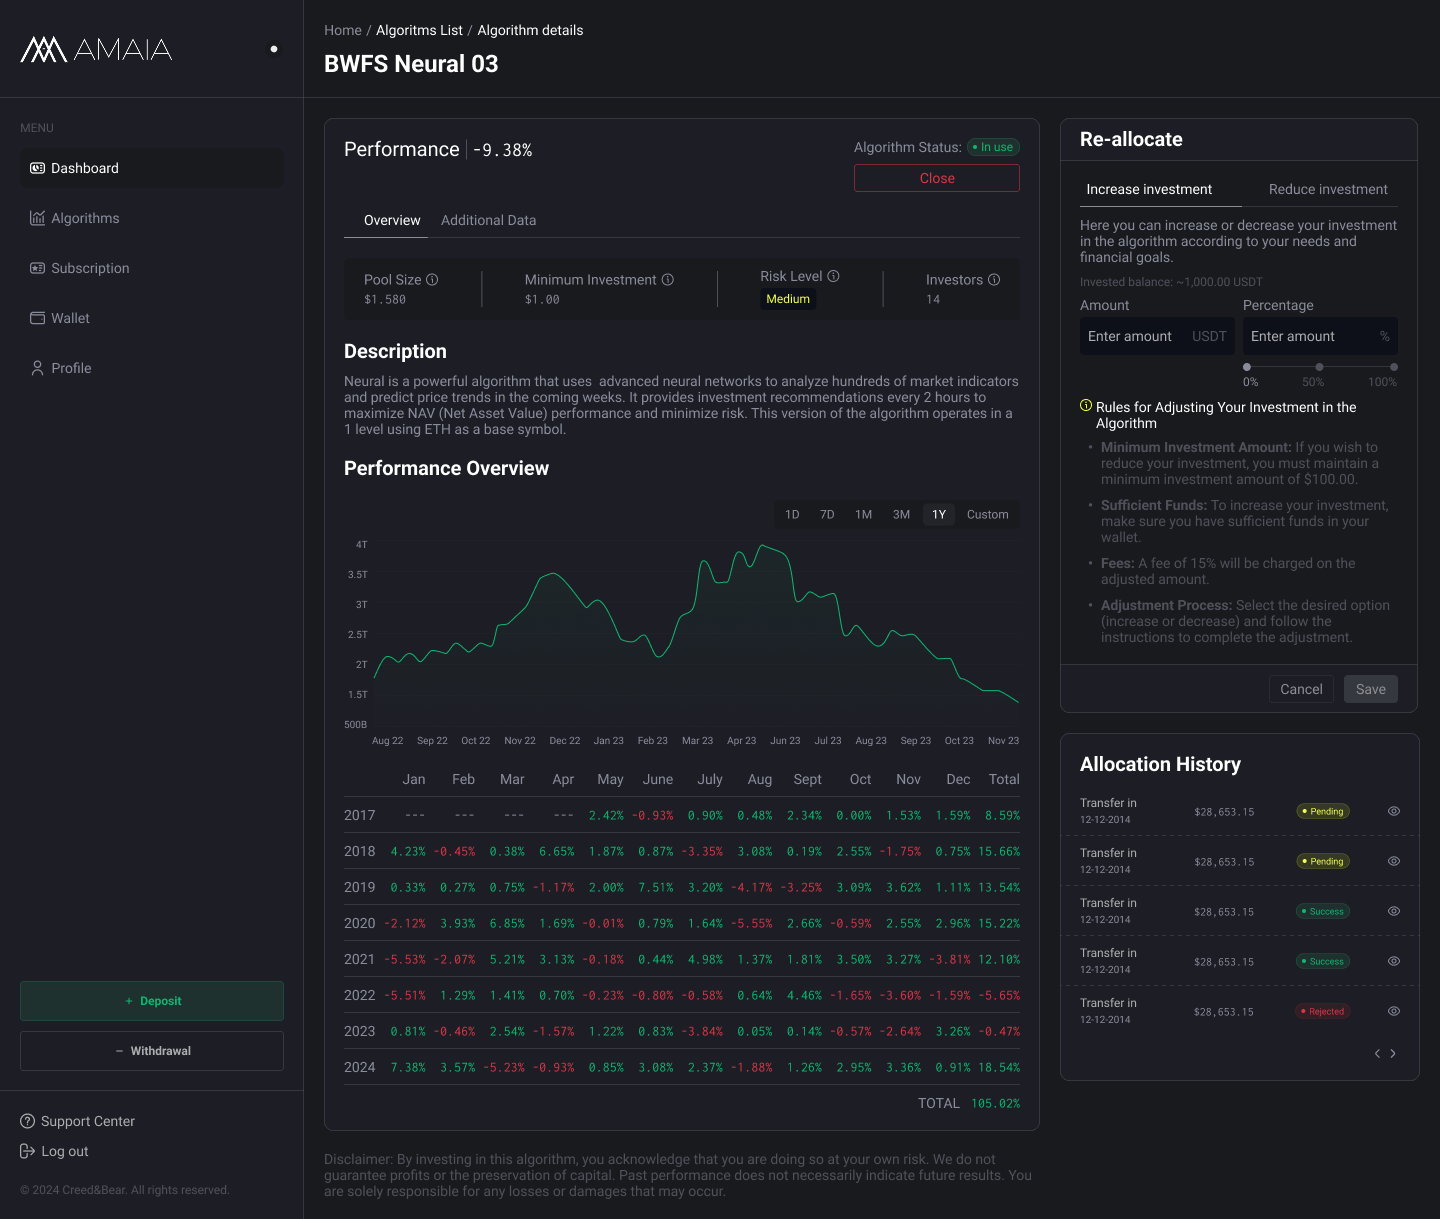 AMAIA
MENU
Dashboard
Algorithms
Subscription
Wallet
Profile
+ Deposit
− Withdrawal
Support Center
Log out
© 2024 Creed&Bear. All rights reserved.
Home / Algoritms List / Algorithm details
BWFS Neural 03
Performance | -9.38%
Algorithm Status: • In use
Close
Overview Additional Data
Pool Size Minimum Investment Risk Level Investors
$1.580 $1.00 Medium 14
Description
Neural is a powerful algorithm that uses  advanced neural networks to analyze hundreds of market indicators
and predict price trends in the coming weeks. It provides investment recommendations every 2 hours to
maximize NAV (Net Asset Value) performance and minimize risk. This version of the algorithm operates in a
1 level using ETH as a base symbol.
Performance Overview
1D 7D 1M 3M 1Y Custom
4T
3.5T
3T
2.5T
2T
1.5T
500B
Aug 22 Sep 22 Oct 22 Nov 22 Dec 22 Jan 23 Feb 23 Mar 23 Apr 23 Jun 23 Jul 23 Aug 23 Sep 23 Oct 23 Nov 23
Jan Feb Mar Apr May June July Aug Sept Oct Nov Dec Total
2017 --- --- --- --- 2.42% -0.93% 0.90% 0.48% 2.34% 0.00% 1.53% 1.59% 8.59%
2018 4.23% -0.45% 0.38% 6.65% 1.87% 0.87% -3.35% 3.08% 0.19% 2.55% -1.75% 0.75% 15.66%
2019 0.33% 0.27% 0.75% -1.17% 2.00% 7.51% 3.20% -4.17% -3.25% 3.09% 3.62% 1.11% 13.54%
2020 -2.12% 3.93% 6.85% 1.69% -0.01% 0.79% 1.64% -5.55% 2.66% -0.59% 2.55% 2.96% 15.22%
2021 -5.53% -2.07% 5.21% 3.13% -0.18% 0.44% 4.98% 1.37% 1.81% 3.50% 3.27% -3.81% 12.10%
2022 -5.51% 1.29% 1.41% 0.70% -0.23% -0.80% -0.58% 0.64% 4.46% -1.65% -3.60% -1.59% -5.65%
2023 0.81% -0.46% 2.54% -1.57% 1.22% 0.83% -3.84% 0.05% 0.14% -0.57% -2.64% 3.26% -0.47%
2024 7.38% 3.57% -5.23% -0.93% 0.85% 3.08% 2.37% -1.88% 1.26% 2.95% 3.36% 0.91% 18.54%
TOTAL 105.02%
Disclaimer: By investing in this algorithm, you acknowledge that you are doing so at your own risk. We do not
guarantee profits or the preservation of capital. Past performance does not necessarily indicate future results. You
are solely responsible for any losses or damages that may occur.
Re-allocate
Increase investment Reduce investment
Here you can increase or decrease your investment
in the algorithm according to your needs and
financial goals.
Invested balance: ~1,000.00 USDT
Amount Percentage
Enter amount USDT Enter amount %
0% 50% 100%
Rules for Adjusting Your Investment in the
Algorithm
• Minimum Investment Amount: If you wish to
reduce your investment, you must maintain a
minimum investment amount of $100.00.
• Sufficient Funds: To increase your investment,
make sure you have sufficient funds in your
wallet.
• Fees: A fee of 15% will be charged on the
adjusted amount.
• Adjustment Process: Select the desired option
(increase or decrease) and follow the
instructions to complete the adjustment.
Cancel Save
Allocation History
Transfer in
12-12-2014 $28,653.15 • Pending
Transfer in
12-12-2014 $28,653.15 • Pending
Transfer in
12-12-2014 $28,653.15 • Success
Transfer in
12-12-2014 $28,653.15 • Success
Transfer in
12-12-2014 $28,653.15 • Rejected